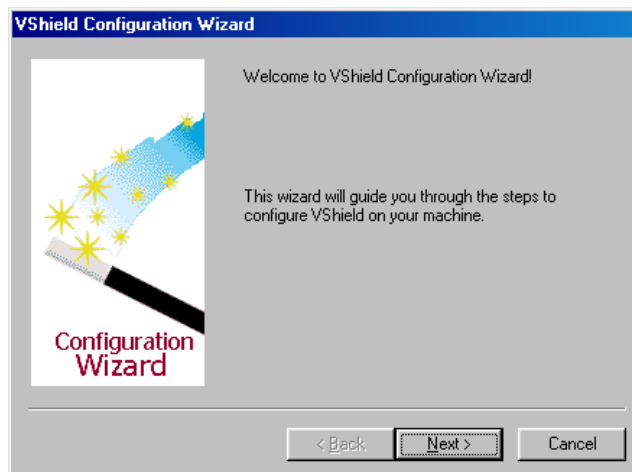 VShield Configuration Wizard
Welcome to VShield Configuration Wizard!
This wizard will guide you through the steps to
configure VShield on your machine.
Configuration
Wizard
< Back
Next >
Cancel